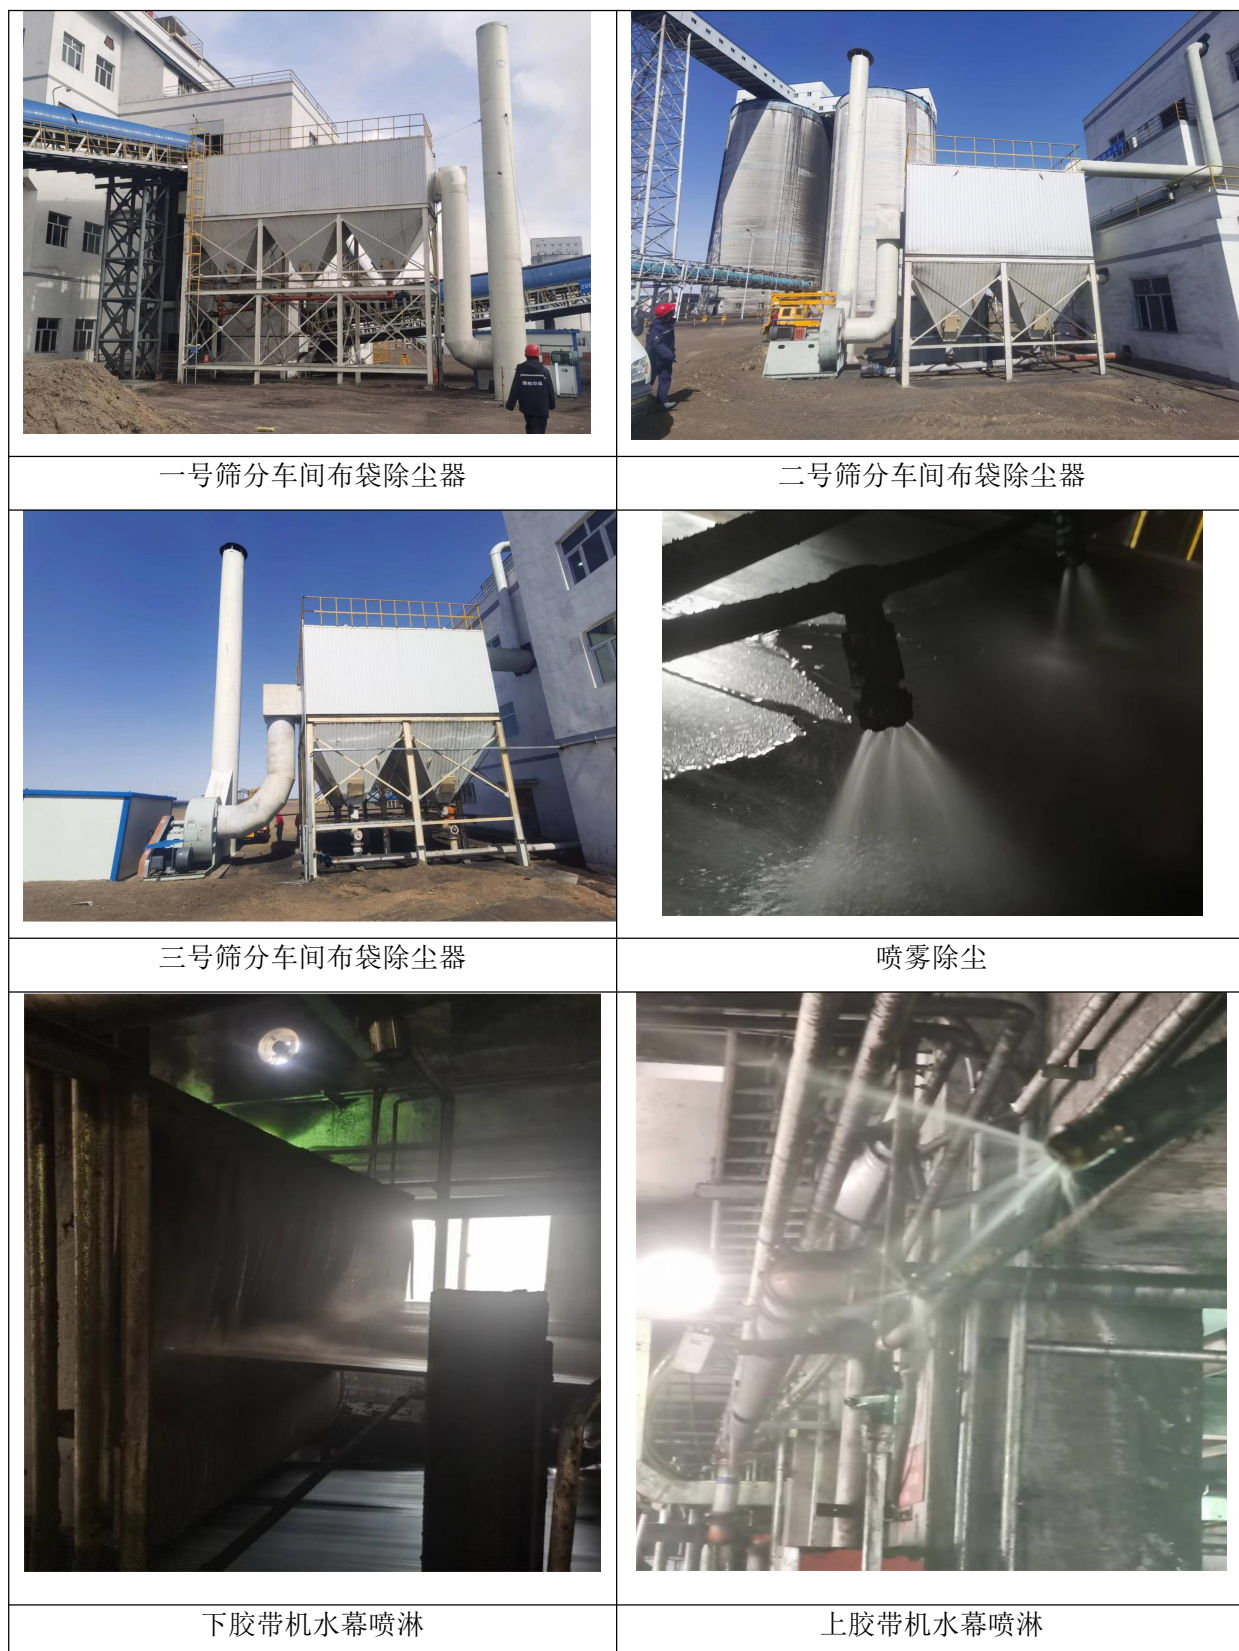 一号筛分车间布袋除尘器
二号筛分车间布袋除尘器
三号筛分车间布袋除尘器
喷雾除尘
下胶带机水幕喷淋
上胶带机水幕喷淋